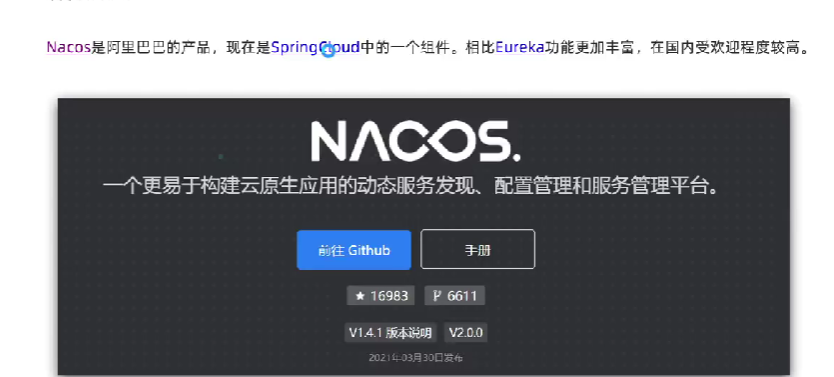 Nacos是阿里巴巴的产品，现在是SpringCloud中的一个组件。相比Eureka功能更加丰富，在国内受欢迎程度较高。
NACOS.
一个更易于构建云原生应用的动态服务发现、配置管理和服务管理平台。
前往 Github
手册
16983
6611
V1.4.1 版本说明
V2.0.0
2021年03月30日发布